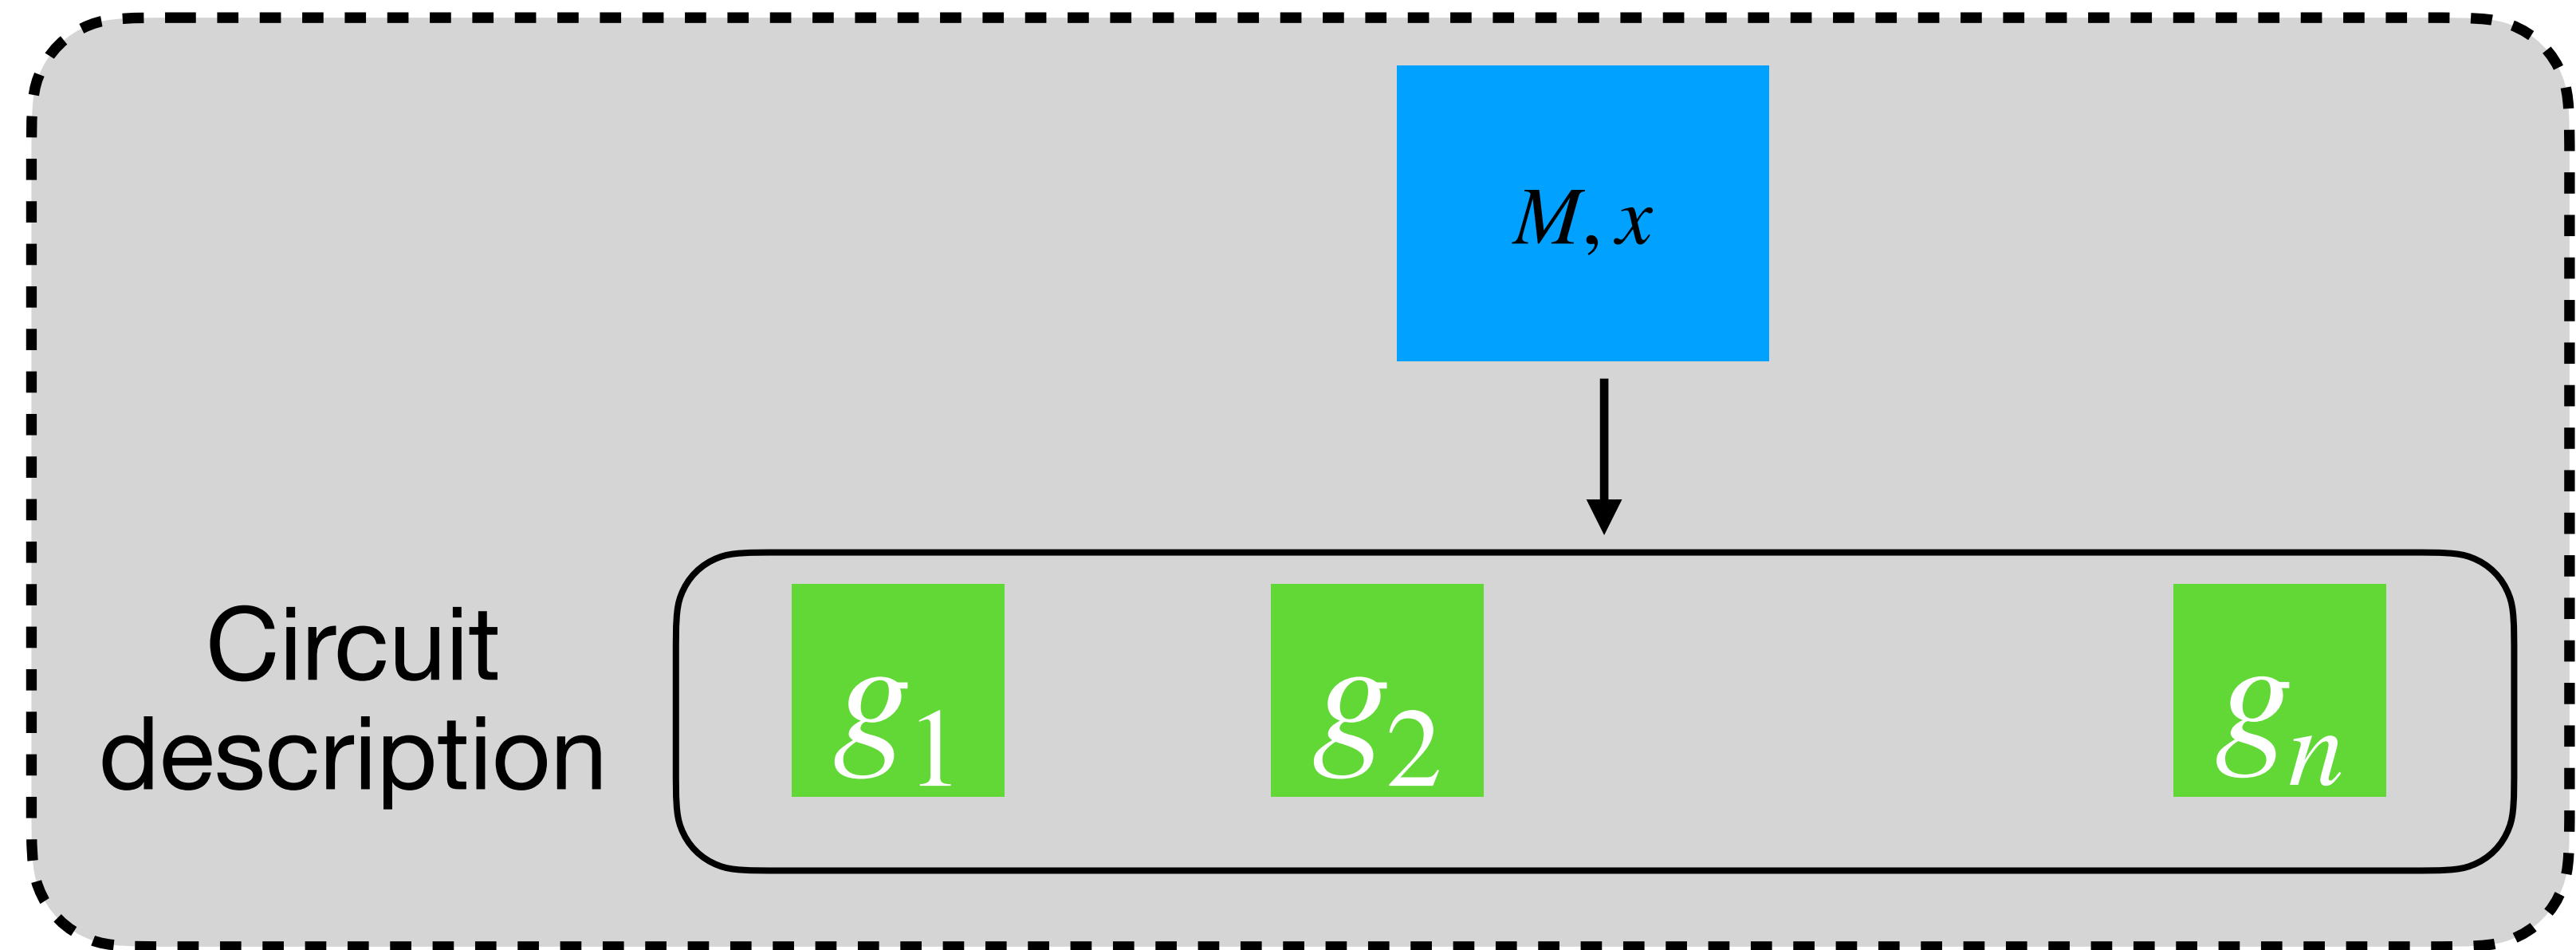 M, x
Circuit
description
g₁
g₂
gₙ